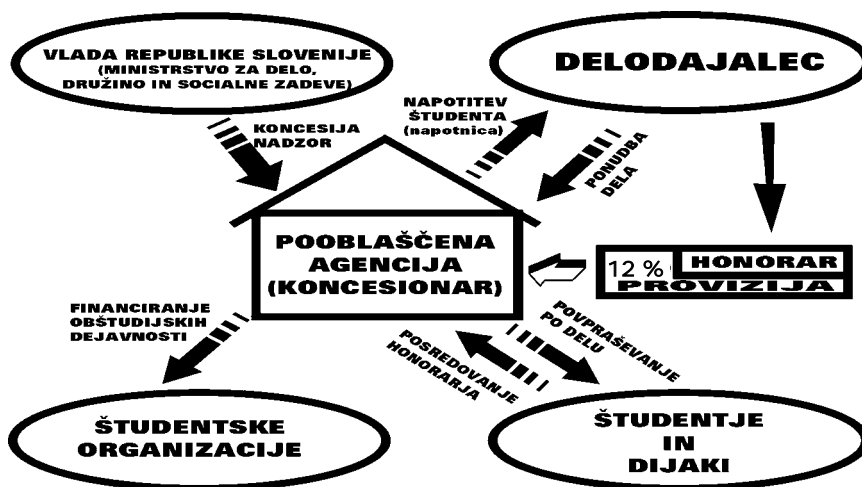 VLADA REPUBLIKE SLOVENIJE
(MINISTRSTVO ZA DELO,
DRUŽINO IN SOCIALNE ZADEVE)
DELODAJALEC
KONCESIJA
NADZOR
NAPOTITEV
ŠTUDENTA
(napotnica)
PONUDBA
DELA
POOBLAŠČENA
AGENCIJA
(KONCESIONAR)
12 %
HONORAR
PROVIZIJA
FINANCIRANJE
OBŠTUDIJSKIH
DEJAVNOSTI
POSREDOVANJE
HONORARJA
POVPRAŠEVANJE
PO DELU
ŠTUDENTSKE
ORGANIZACIJE
ŠTUDENTJE
IN
DIJAKI